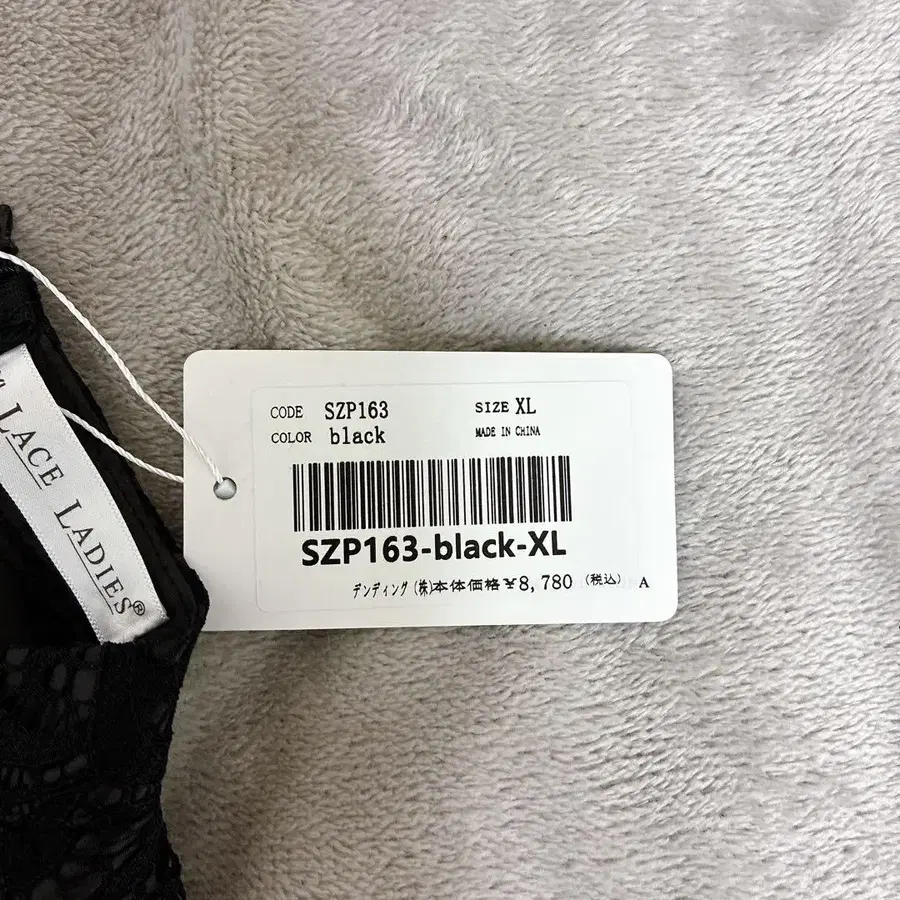 LACE LADIES®
CODE SZP163 SIZE XL
COLOR black MADE IN CHINA
SZP163-black-XL
デンディング(株)本体価格¥8,780 (税込) A